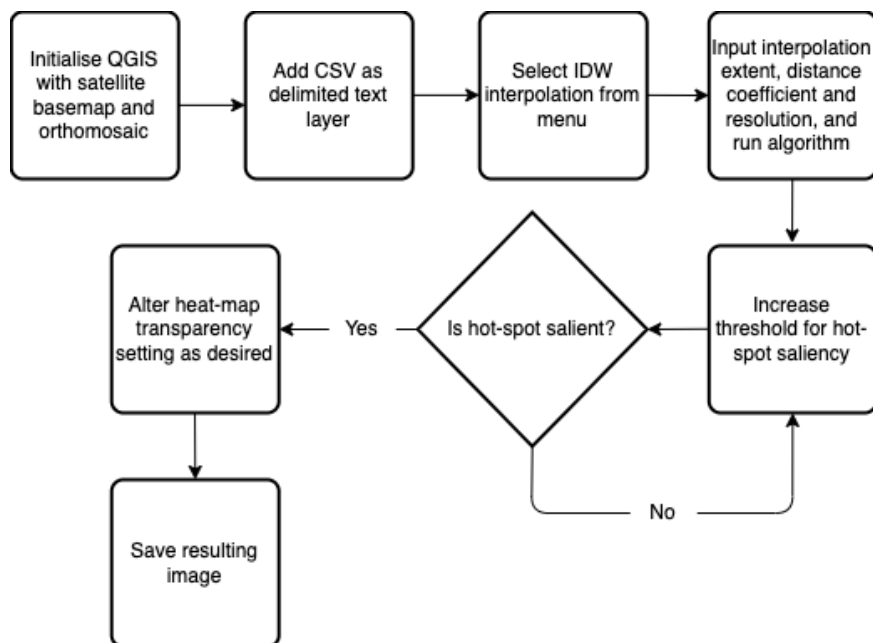 Initialise QGIS
with satellite
basemap and
orthomosaic
Add CSV as
delimited text
layer
Select IDW
interpolation from
menu
Input interpolation
extent, distance
coefficient and
resolution, and
run algorithm
Increase
threshold for hot-
spot saliency
Is hot-spot salient?
Yes
No
Alter heat-map
transparency
setting as desired
Save resulting
image